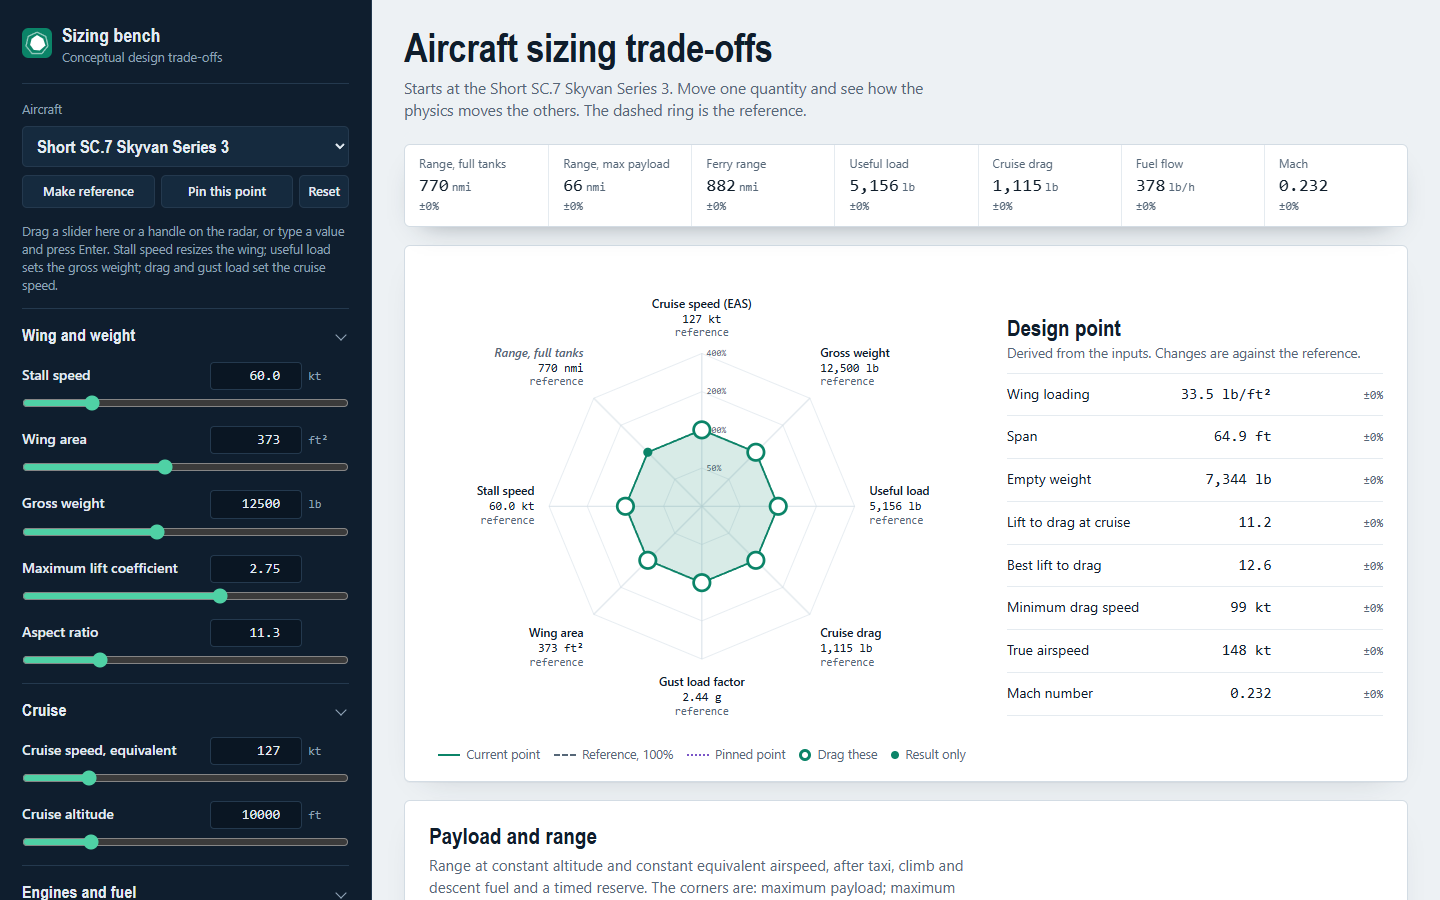 Sizing bench
Conceptual design trade-offs
Aircraft
Short SC.7 Skyvan Series 3
Make reference
Pin this point
Reset
Drag a slider here or a handle on the radar, or type a value
and press Enter. Stall speed resizes the wing; useful load
sets the gross weight; drag and gust load set the cruise
speed.
Wing and weight
Stall speed 60.0 kt
Wing area 373 ft²
Gross weight 12500 lb
Maximum lift coefficient 2.75
Aspect ratio 11.3
Cruise
Cruise speed, equivalent 127 kt
Cruise altitude 10000 ft
Engines and fuel
Aircraft sizing trade-offs
Starts at the Short SC.7 Skyvan Series 3. Move one quantity and see how the
physics moves the others. The dashed ring is the reference.
Range, full tanks
770 nmi
±0%
Range, max payload
66 nmi
±0%
Ferry range
882 nmi
±0%
Useful load
5,156 lb
±0%
Cruise drag
1,115 lb
±0%
Fuel flow
378 lb/h
±0%
Mach
0.232
±0%
Cruise speed (EAS)
127 kt
reference
Range, full tanks
770 nmi
reference
Gross weight
12,500 lb
reference
400%
200%
50%
Stall speed
60.0 kt
reference
Useful load
5,156 lb
reference
Wing area
373 ft²
reference
Cruise drag
1,115 lb
reference
Gust load factor
2.44 g
reference
Current point
Reference, 100%
Pinned point
Drag these
Result only
Design point
Derived from the inputs. Changes are against the reference.
Wing loading 33.5 lb/ft² ±0%
Span 64.9 ft ±0%
Empty weight 7,344 lb ±0%
Lift to drag at cruise 11.2 ±0%
Best lift to drag 12.6 ±0%
Minimum drag speed 99 kt ±0%
True airspeed 148 kt ±0%
Mach number 0.232 ±0%
Payload and range
Range at constant altitude and constant equivalent airspeed, after taxi, climb and
descent fuel and a timed reserve. The corners are: maximum payload; maximum